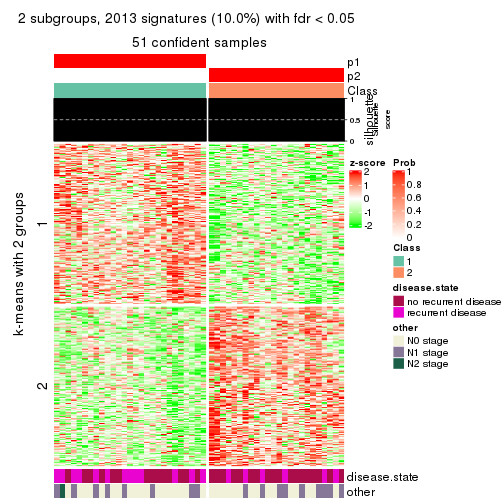 2 subgroups, 2013 signatures (10.0%) with fdr < 0.05
51 confident samples
p1
p2
Class
1
0.5
0
silhouette
silhouette
score
k-means with 2 groups
1
2
z-score
2
1
0
-1
-2
Prob
1
0.8
0.6
0.4
0.2
0
Class
1
2
disease.state
no recurrent disease
recurrent disease
other
N0 stage
N1 stage
N2 stage
disease.state
other